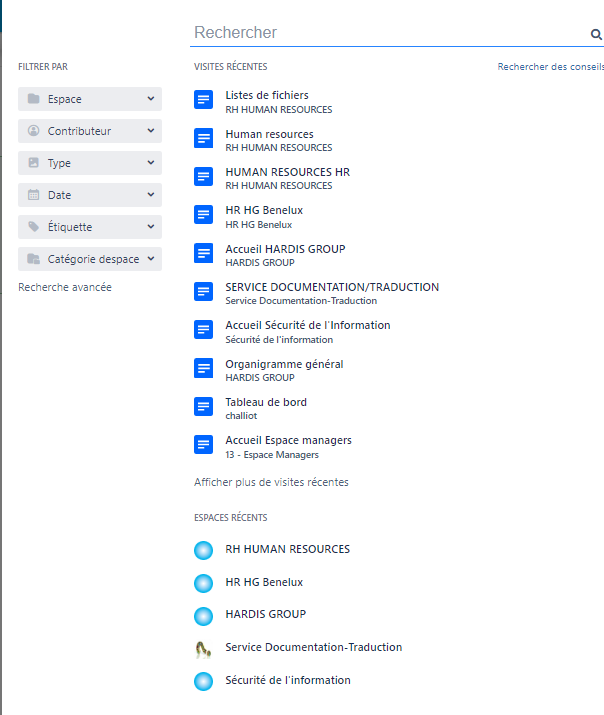 Rechercher
FILTRER PAR
Espace
Contributeur
Type
Date
Étiquette
Catégorie despace
Recherche avancée
VISITES RÉCENTES
Rechercher des conseils
Listes de fichiers
RH HUMAN RESOURCES
Human resources
RH HUMAN RESOURCES
HUMAN RESOURCES HR
RH HUMAN RESOURCES
HR HG Benelux
HR HG Benelux
Accueil HARDIS GROUP
HARDIS GROUP
SERVICE DOCUMENTATION/TRADUCTION
Service Documentation-Traduction
Accueil Sécurité de l'Information
Sécurité de l'information
Organigramme général
HARDIS GROUP
Tableau de bord
challiot
Accueil Espace managers
13 - Espace Managers
Afficher plus de visites récentes
ESPACES RÉCENTS
RH HUMAN RESOURCES
HR HG Benelux
HARDIS GROUP
Service Documentation-Traduction
Sécurité de l'information